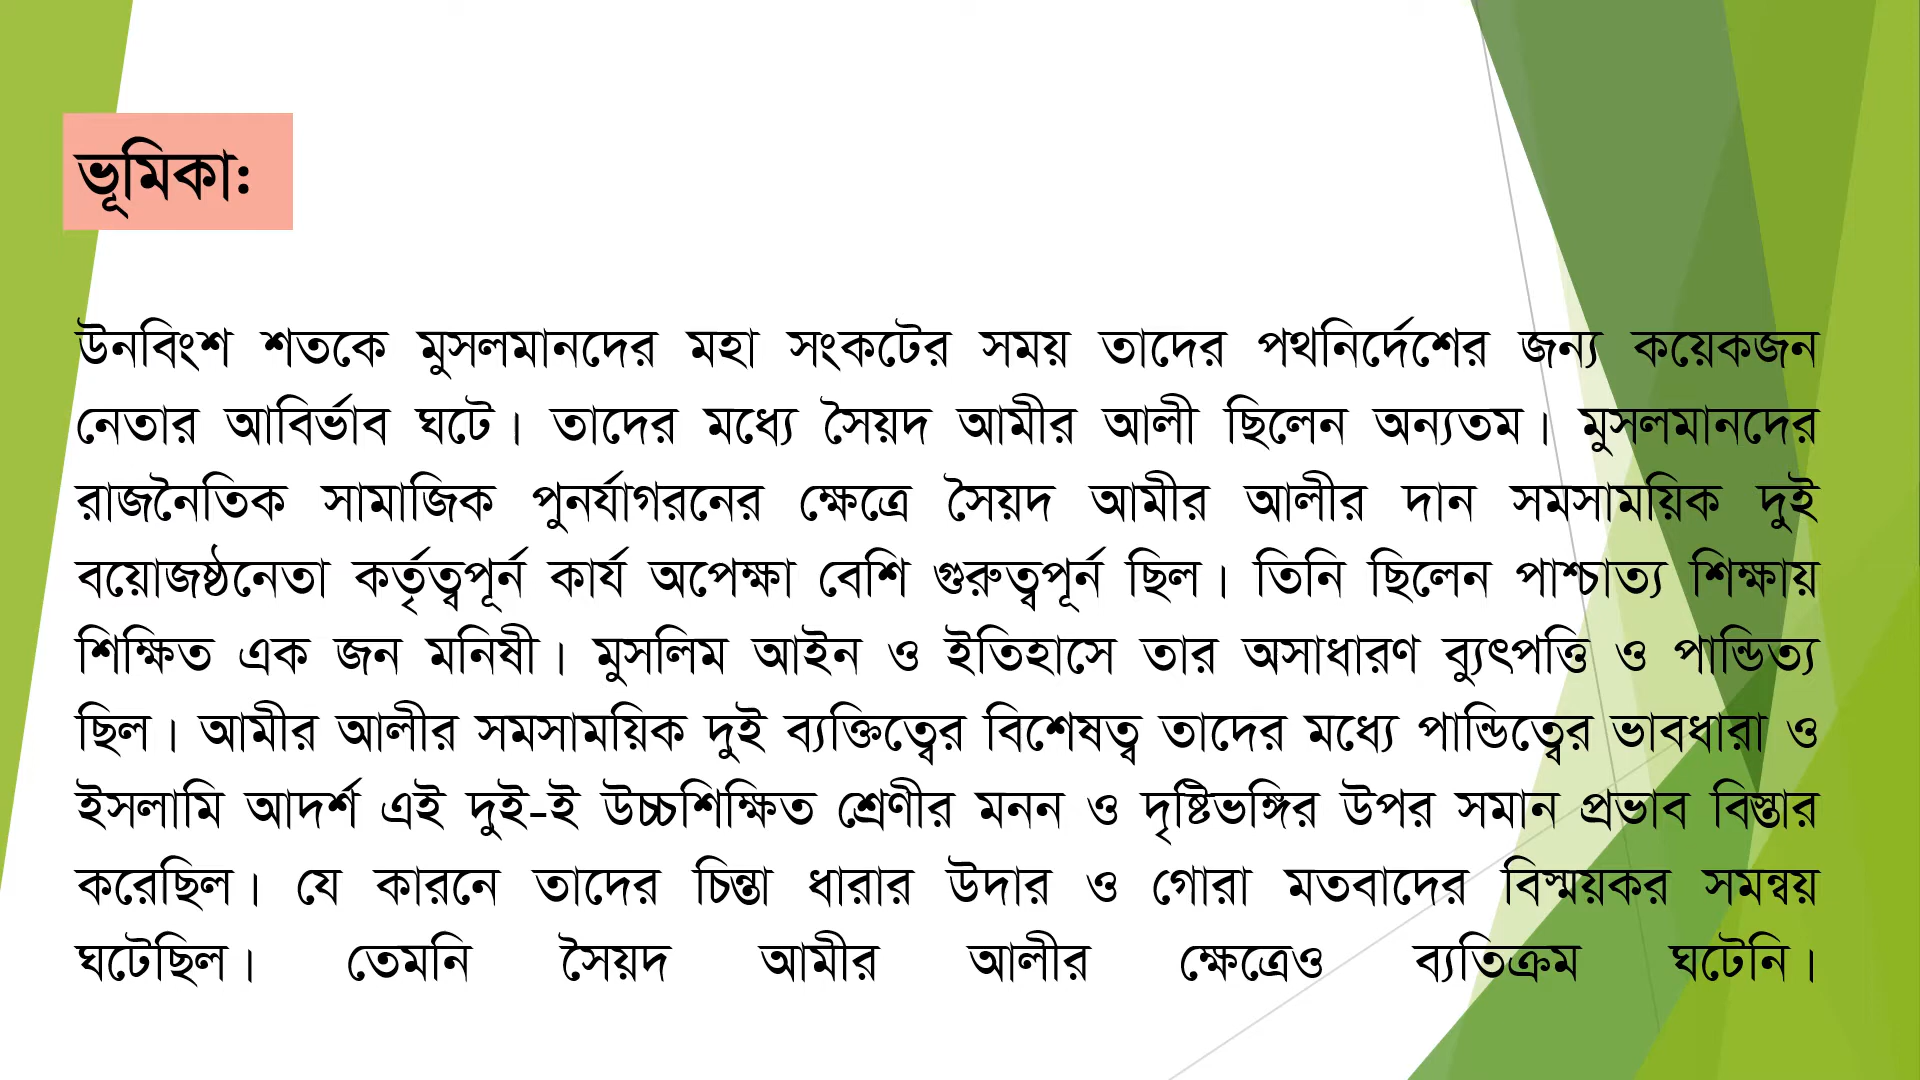 ভূমিকাঃ
উনবিংশ শতকে মুসলমানদের মহা সংকটের সময় তাদের পথনির্দেশের জন্য কয়েকজন
নেতার আবির্ভাব ঘটে। তাদের মধ্যে সৈয়দ আমীর আলী ছিলেন অন্যতম। মুসলমানদের
রাজনৈতিক সামাজিক পুনর্যাগরনের ক্ষেত্রে সৈয়দ আমীর আলীর দান সমসাময়িক দুই
বয়োজষ্ঠনেতা কর্তৃত্বপূর্ন কার্য অপেক্ষা বেশি গুরুত্বপূর্ন ছিল। তিনি ছিলেন পাশ্চাত্য শিক্ষায়
শিক্ষিত এক জন মনিষী। মুসলিম আইন ও ইতিহাসে তার অসাধারণ ব্যুৎপত্তি ও পান্ডিত্য
ছিল। আমীর আলীর সমসাময়িক দুই ব্যক্তিত্বের বিশেষত্ব তাদের মধ্যে পান্ডিত্বের ভাবধারা ও
ইসলামি আদর্শ এই দুই-ই উচ্চশিক্ষিত শ্রেণীর মনন ও দৃষ্টিভঙ্গির উপর সমান প্রভাব বিস্তার
করেছিল। যে কারনে তাদের চিন্তা ধারার উদার ও গোরা মতবাদের বিস্ময়কর সমন্বয়
ঘটেছিল। তেমনি সৈয়দ আমীর আলীর ক্ষেত্রেও ব্যতিক্রম ঘটেনি।